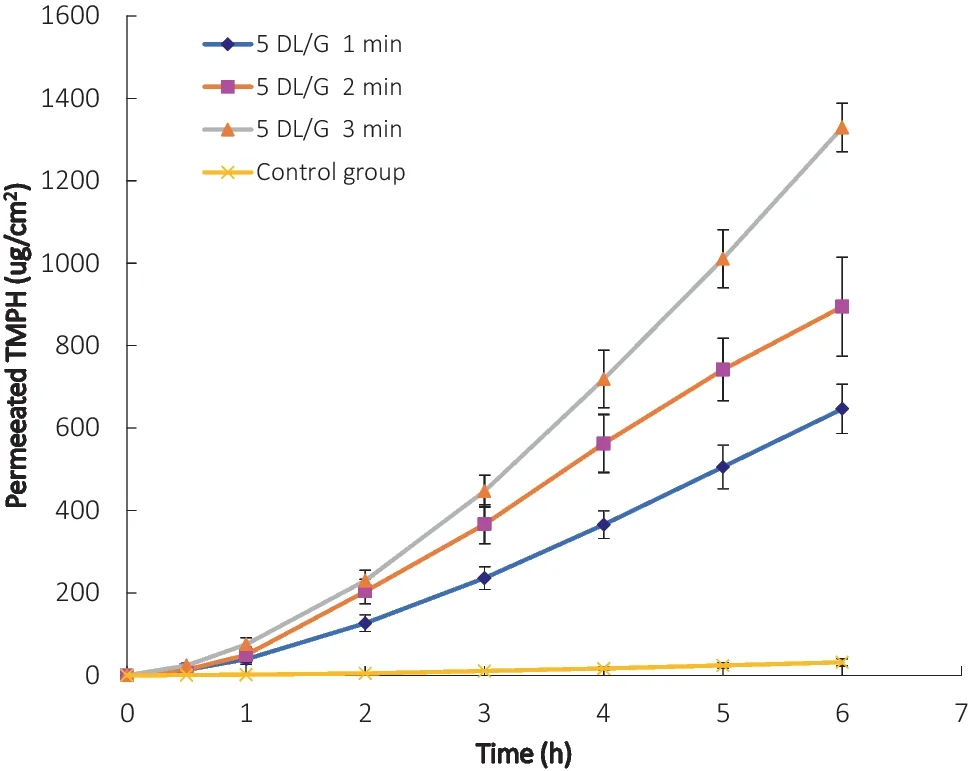 1600
1400
1200
1000
800
600
400
200
0
Permeeated TMPH (ug/cm²)
5 DL/G 1 min
5 DL/G 2 min
5 DL/G 3 min
Control group
0 1 2 3 4 5 6 7
Time (h)